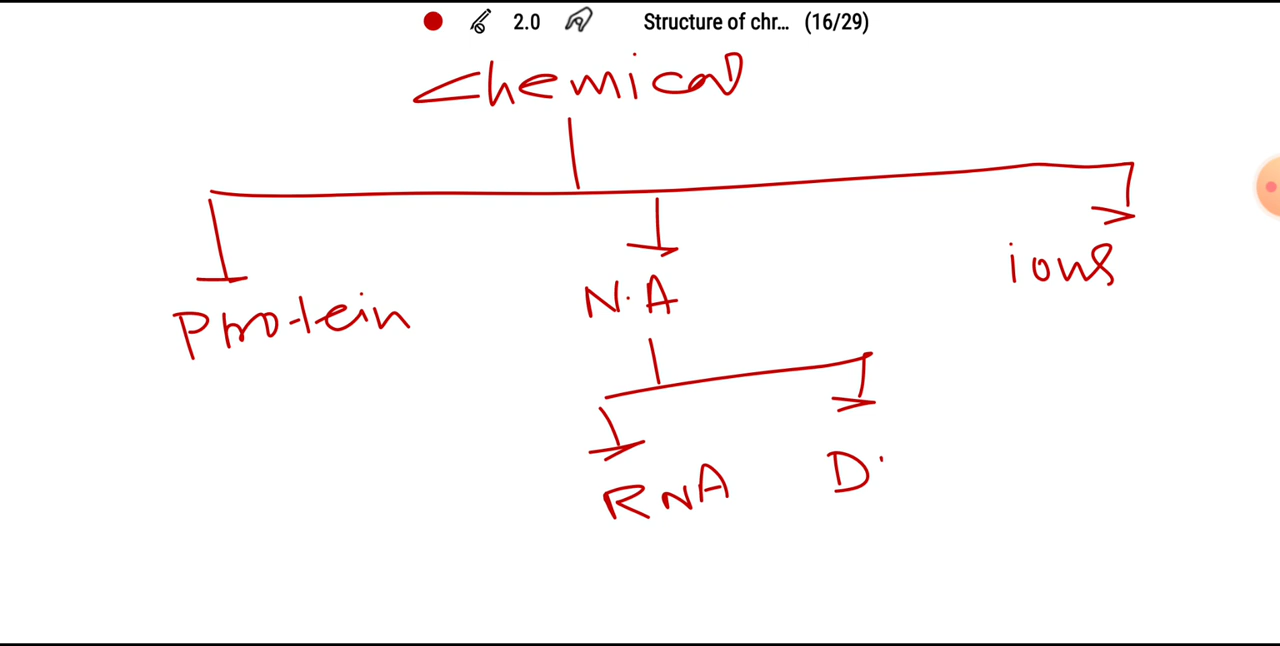 2.0 Structure of chr... (16/29)
Chemical
Protein N.A ions
RNA D